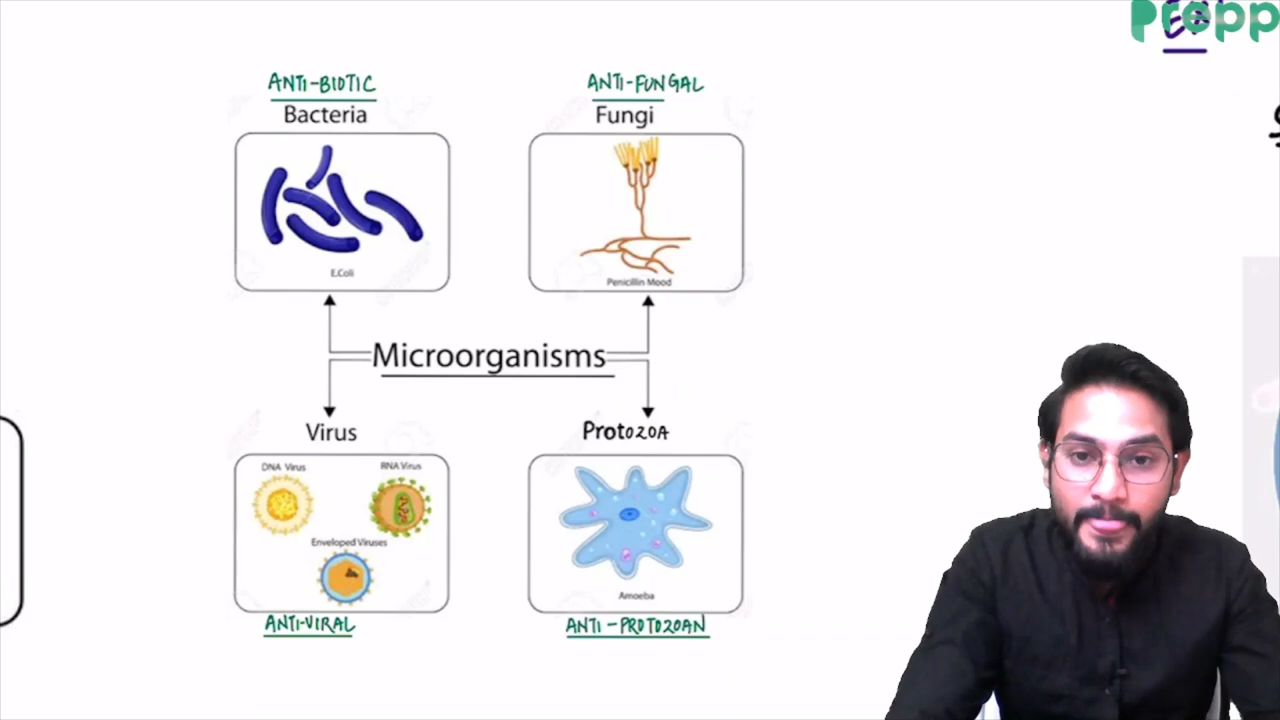 prepp
ANTI-BIOTIC
ANTI-FUNGAL
Bacteria
Fungi
E.Coli
Penicillin Mood
Microorganisms
Virus
ProtozoA
DNA Virus
RNA Virus
Enveloped Viruses
Amoeba
ANTI-VIRAL
ANTI-PROTOZOAN